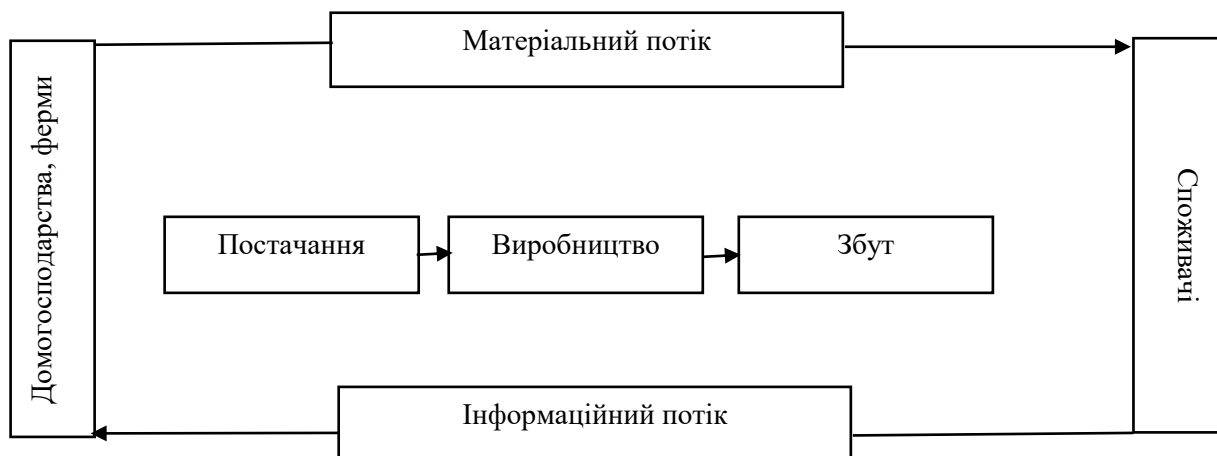 Матеріальний потік
Домогосподарства, ферми
Постачання
Виробництво
Збут
Споживачі
Інформаційний потік